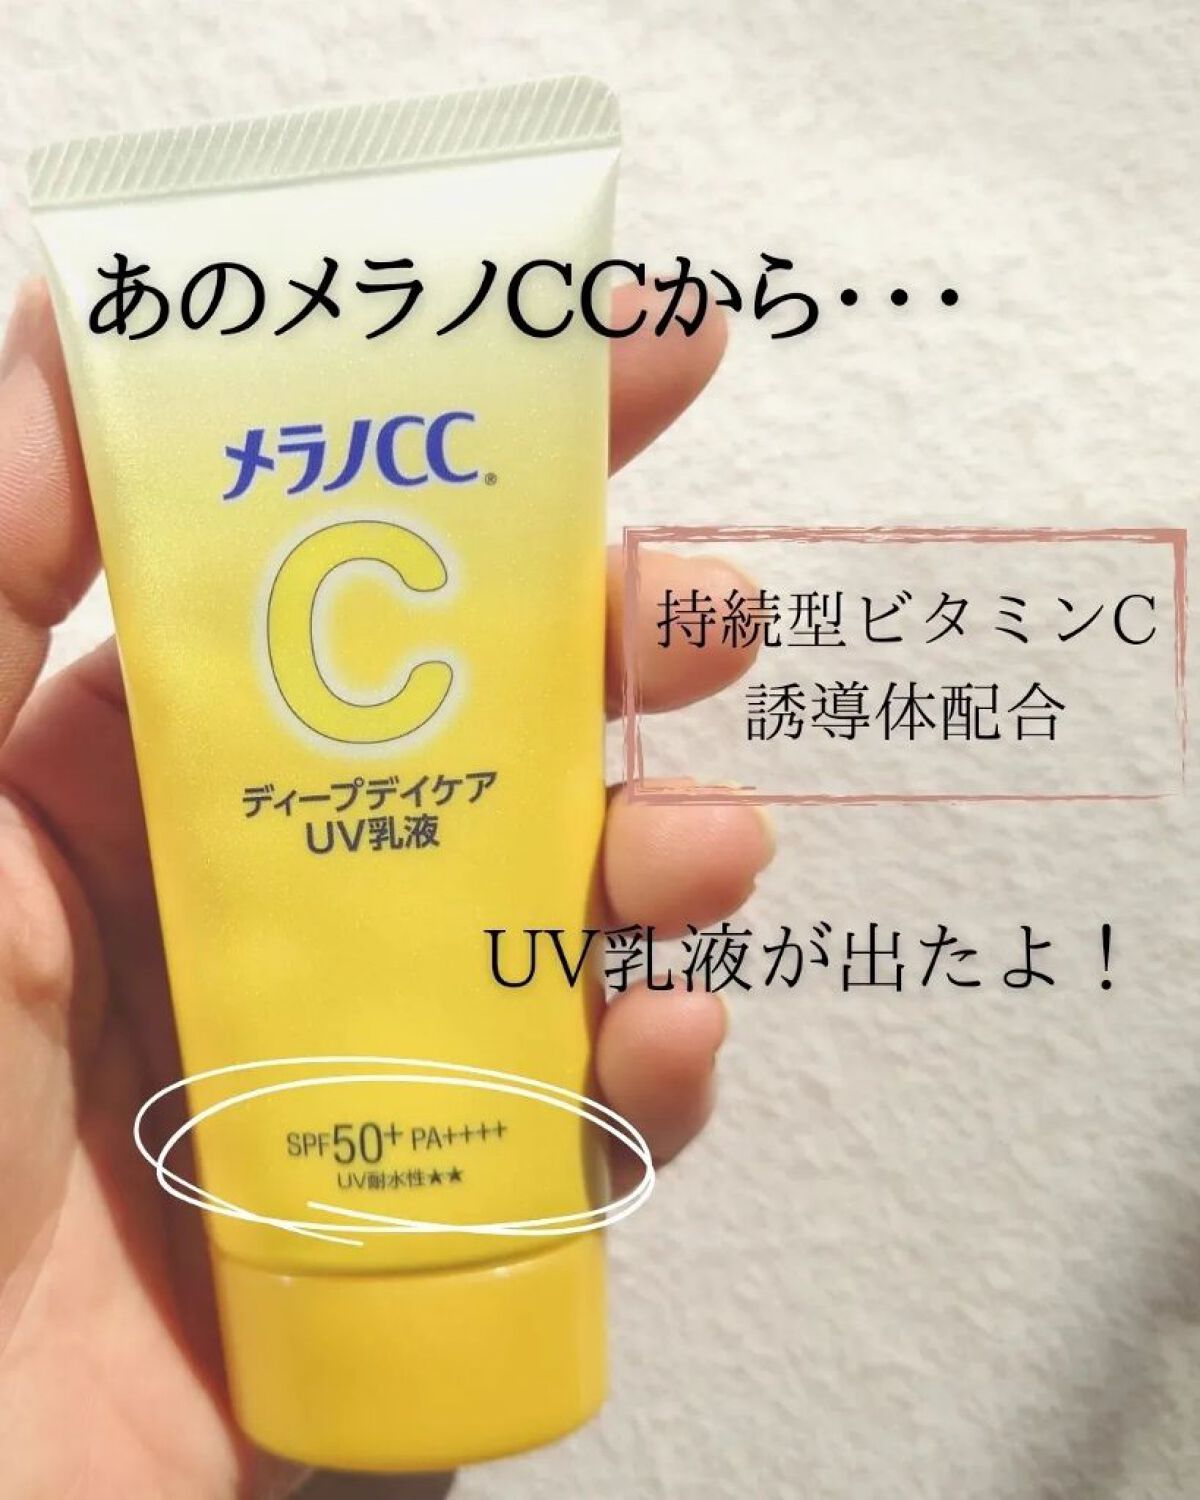 あのメラノCCから・・・
メラノCC®
C
持続型ビタミンC
誘導体配合
ディープデイケア
UV乳液
UV乳液が出たよ！
SPF50+ PA++++
UV耐水性★★